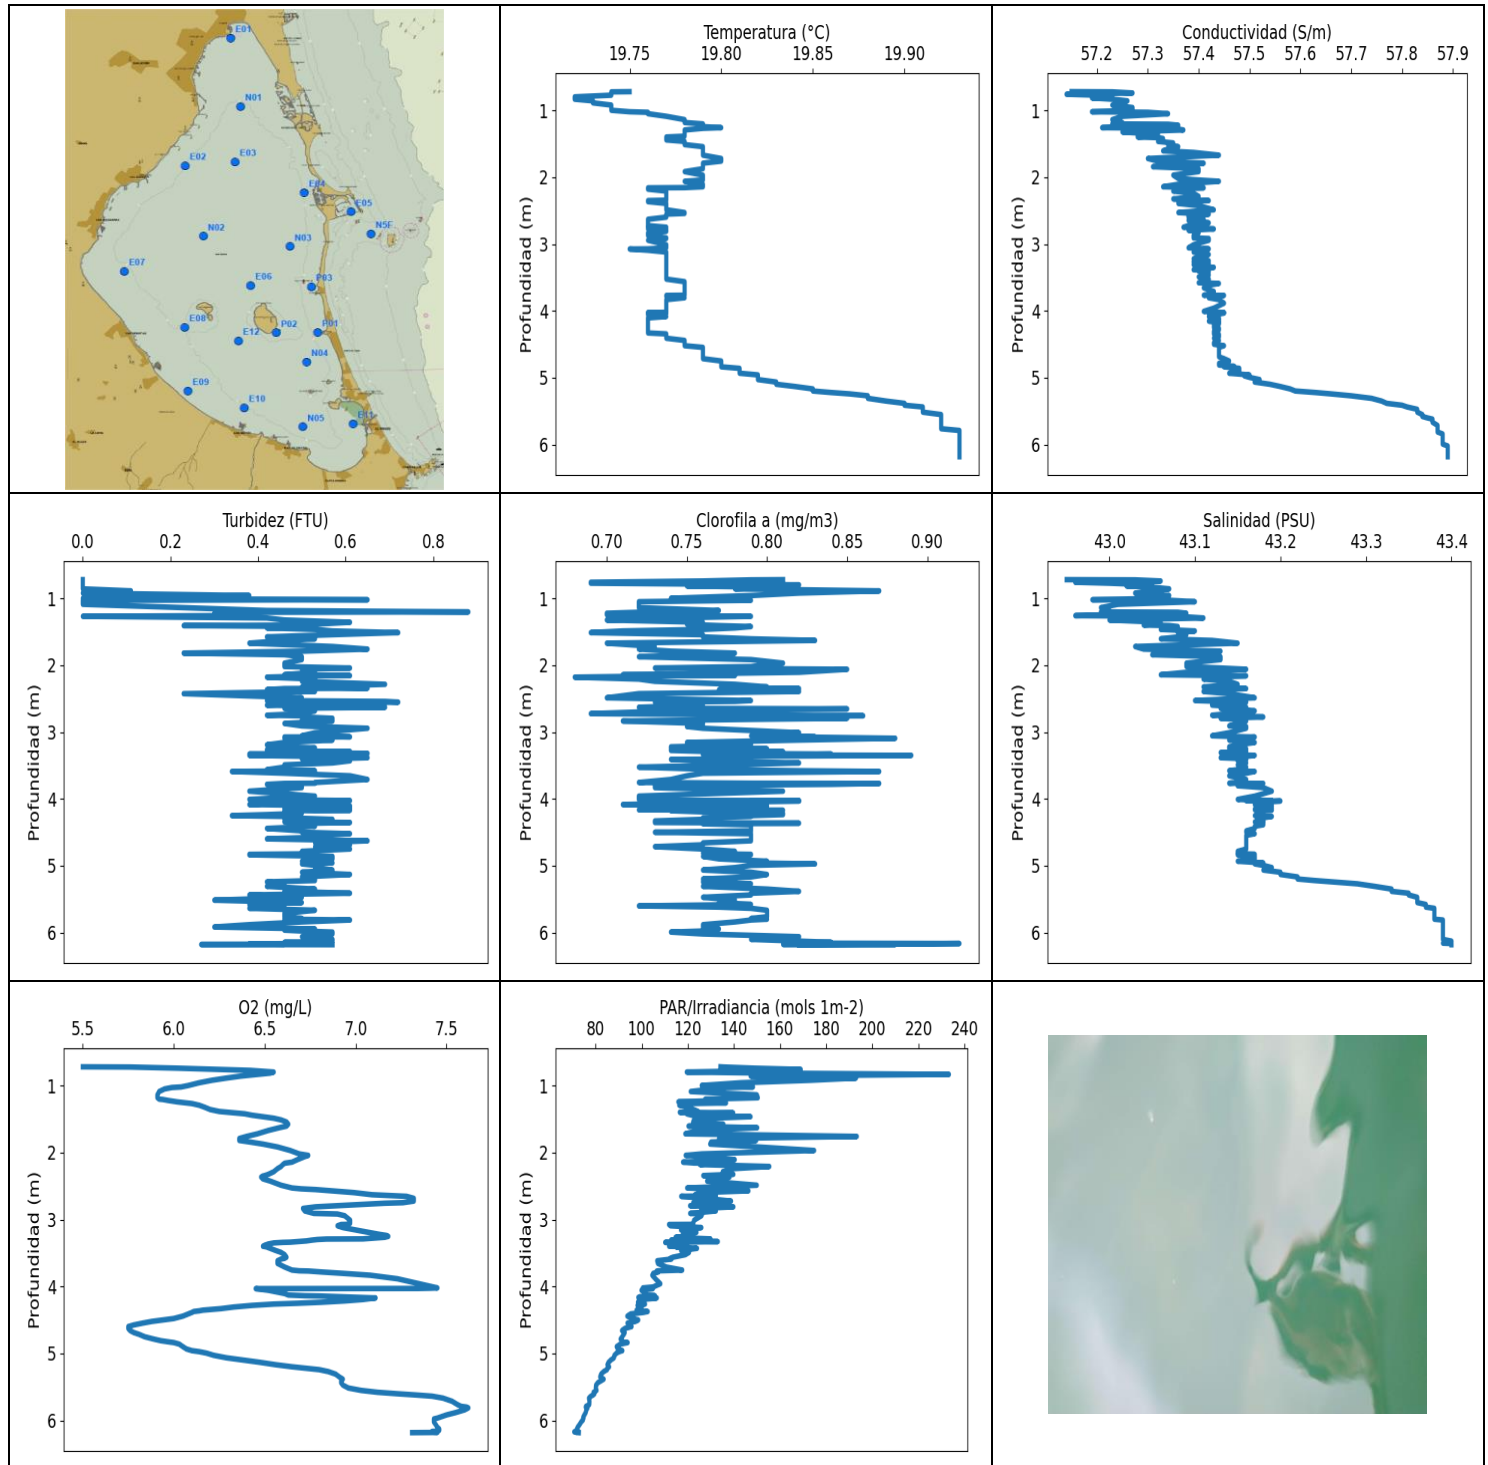 E01
N01
E02
E03
E04
E05
N5F
N02
N03
E07
E06
P03
E08
E12
P02
P01
N04
E09
E10
N05
E11
Temperatura (°C)
19.75 19.80 19.85 19.90
Profundidad (m)
1
2
3
4
5
6
Conductividad (S/m)
57.2 57.3 57.4 57.5 57.6 57.7 57.8 57.9
Profundidad (m)
1
2
3
4
5
6
Turbidez (FTU)
0.0 0.2 0.4 0.6 0.8
Profundidad (m)
1
2
3
4
5
6
Clorofila a (mg/m3)
0.70 0.75 0.80 0.85 0.90
Profundidad (m)
1
2
3
4
5
6
Salinidad (PSU)
43.0 43.1 43.2 43.3 43.4
Profundidad (m)
1
2
3
4
5
6
O2 (mg/L)
5.5 6.0 6.5 7.0 7.5
Profundidad (m)
1
2
3
4
5
6
PAR/Irradiancia (mols 1m-2)
80 100 120 140 160 180 200 220 240
Profundidad (m)
1
2
3
4
5
6